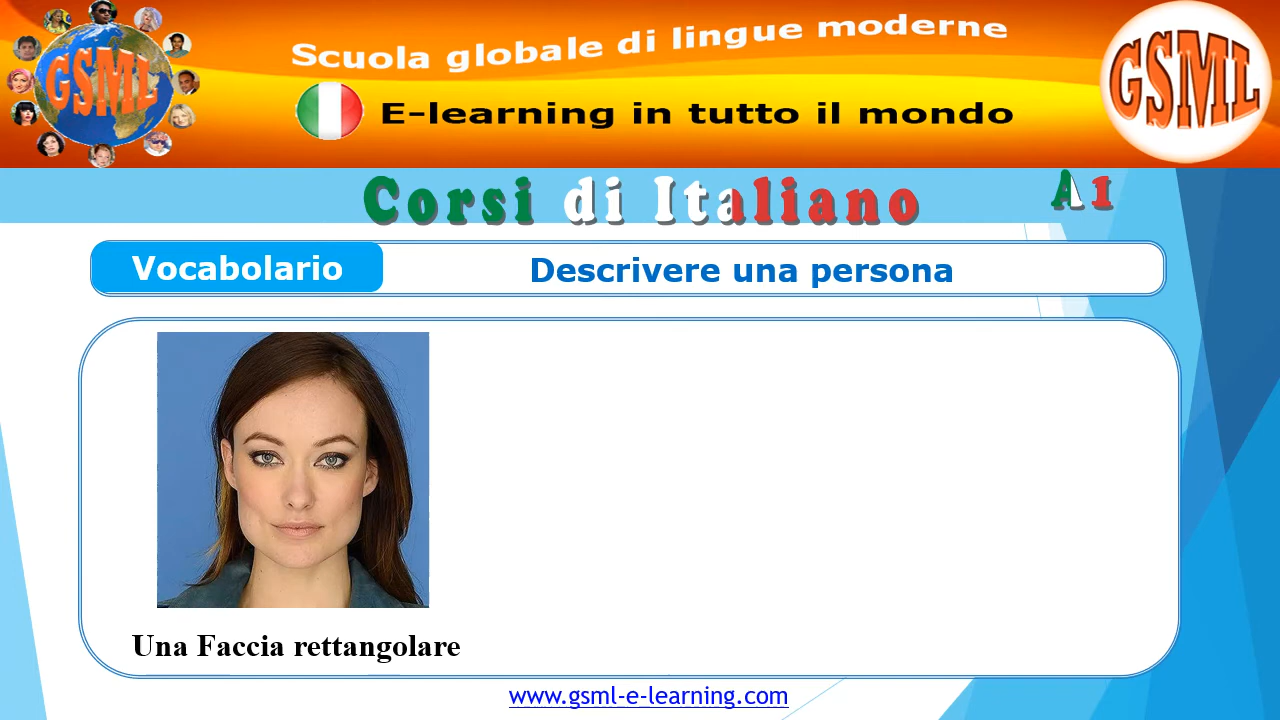 GSML
Scuola globale di lingue moderne
E-learning in tutto il mondo
GSML
Corsi di Italiano
A1
Vocabolario
Descrivere una persona
Una Faccia rettangolare
www.gsml-e-learning.com